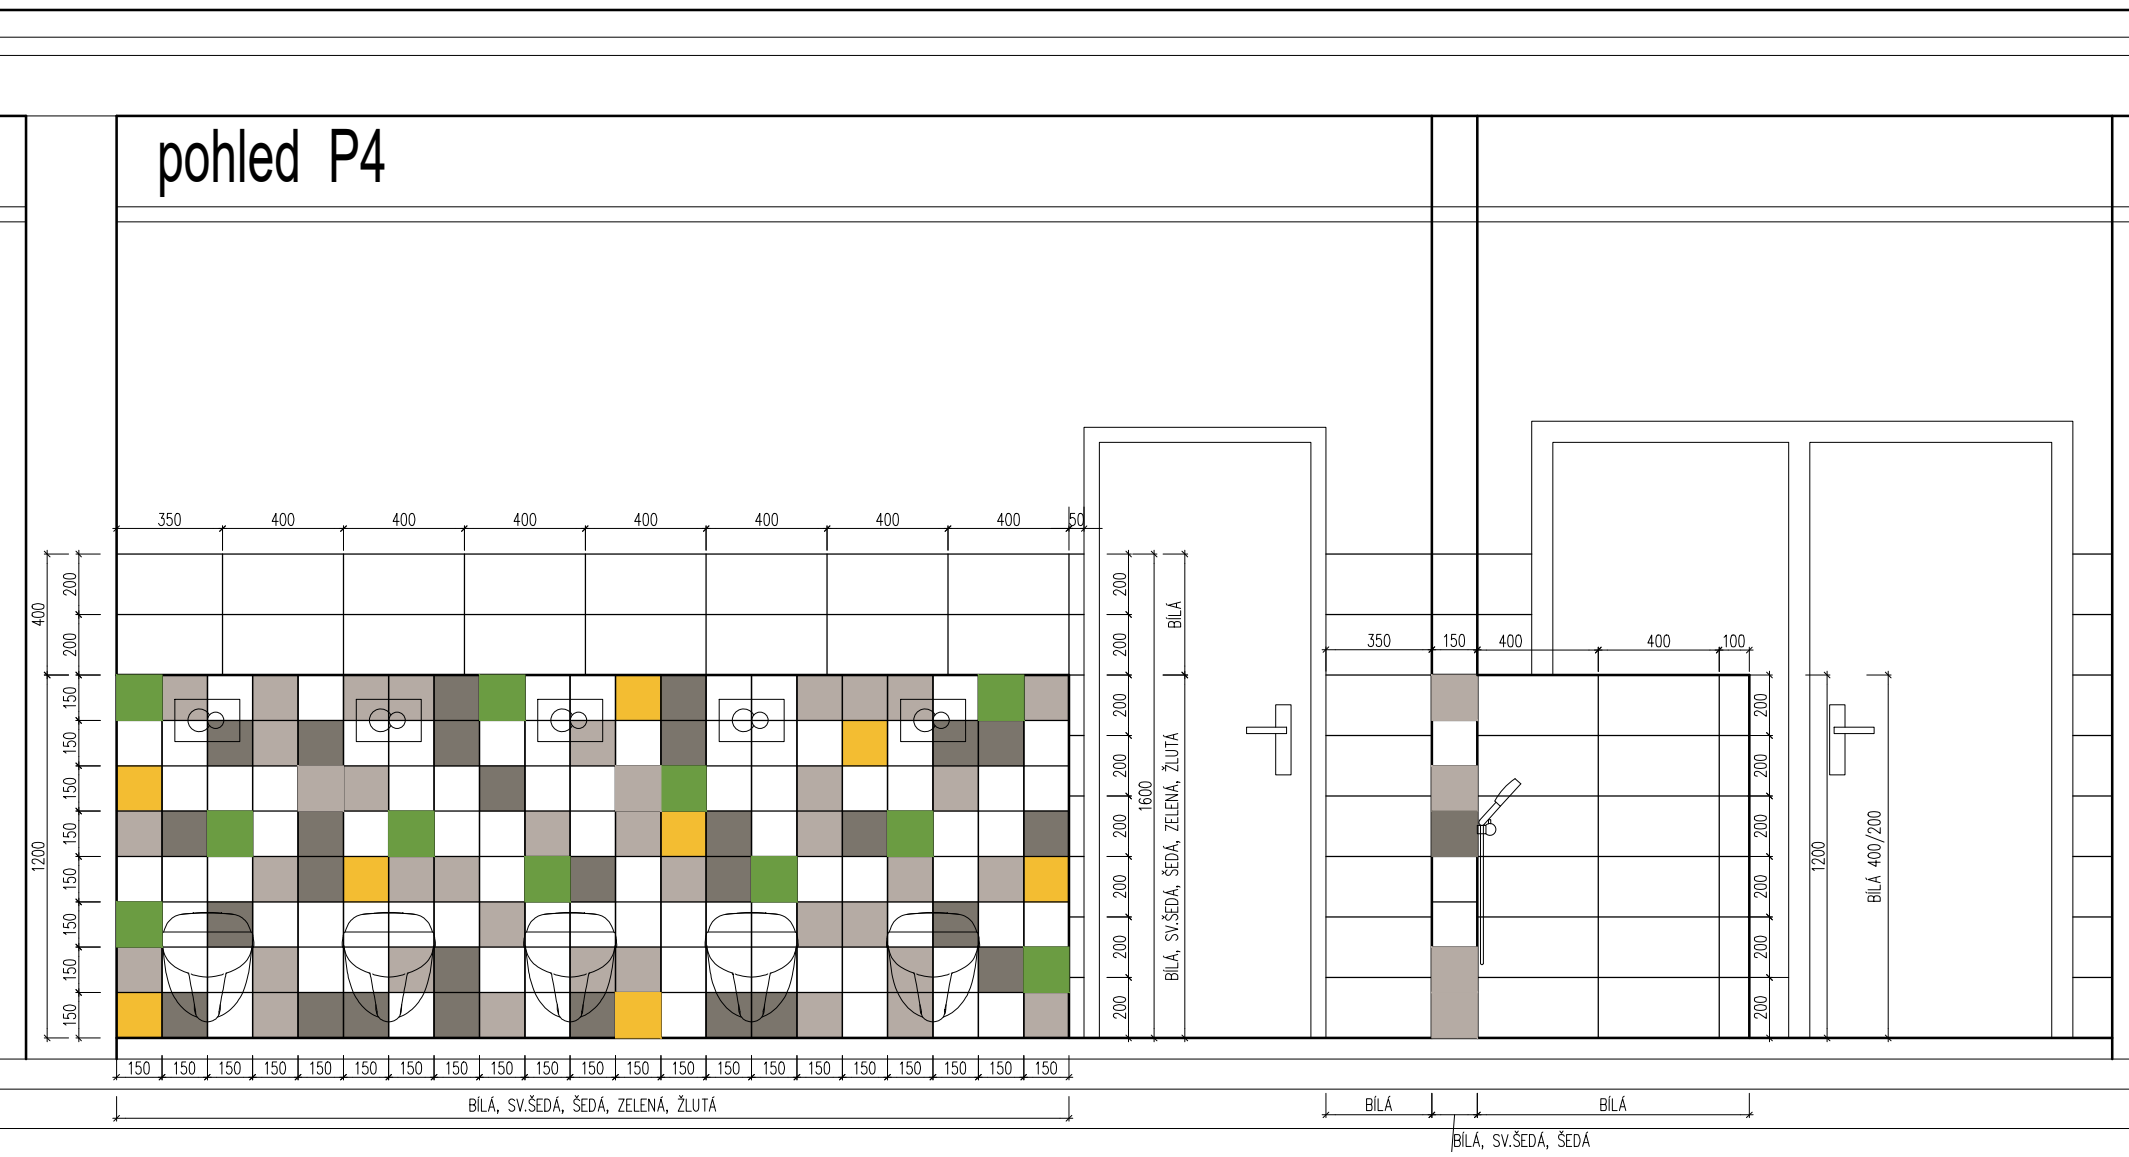 pohled P4
350 400 400 400 400 400 400 400 50
200
200
400
150
150
150
150
150
150
150
150
1200
200
200
200
200
200
200
200
200
1600
BÍLÁ
BÍLÁ, SV.ŠEDÁ, ŠEDÁ, ZELENÁ, ŽLUTÁ
350 150 400 400 100
200
200
200
200
200
200
1200
BÍLÁ 400/200
150 150 150 150 150 150 150 150 150 150 150 150 150 150 150 150 150 150 150 150 150
BÍLÁ, SV.ŠEDÁ, ŠEDÁ, ZELENÁ, ŽLUTÁ
BÍLÁ
BÍLÁ
BÍLÁ, SV.ŠEDÁ, ŠEDÁ